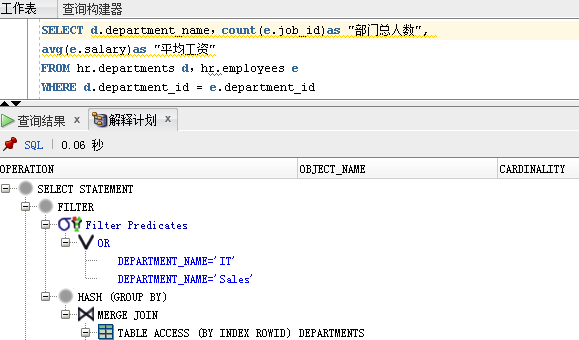 工作表 查询构建器
SELECT d.department_name，count(e.job_id)as "部门总人数",
avg(e.salary)as "平均工资"
FROM hr.departments d，hr.employees e
WHERE d.department_id = e.department_id
查询结果 × 解释计划 ×
SQL | 0.06 秒
OPERATION OBJECT_NAME CARDINALITY
SELECT STATEMENT
FILTER
Filter Predicates
OR
DEPARTMENT_NAME='IT'
DEPARTMENT_NAME='Sales'
HASH (GROUP BY)
MERGE JOIN
TABLE ACCESS (BY INDEX ROWID) DEPARTMENTS